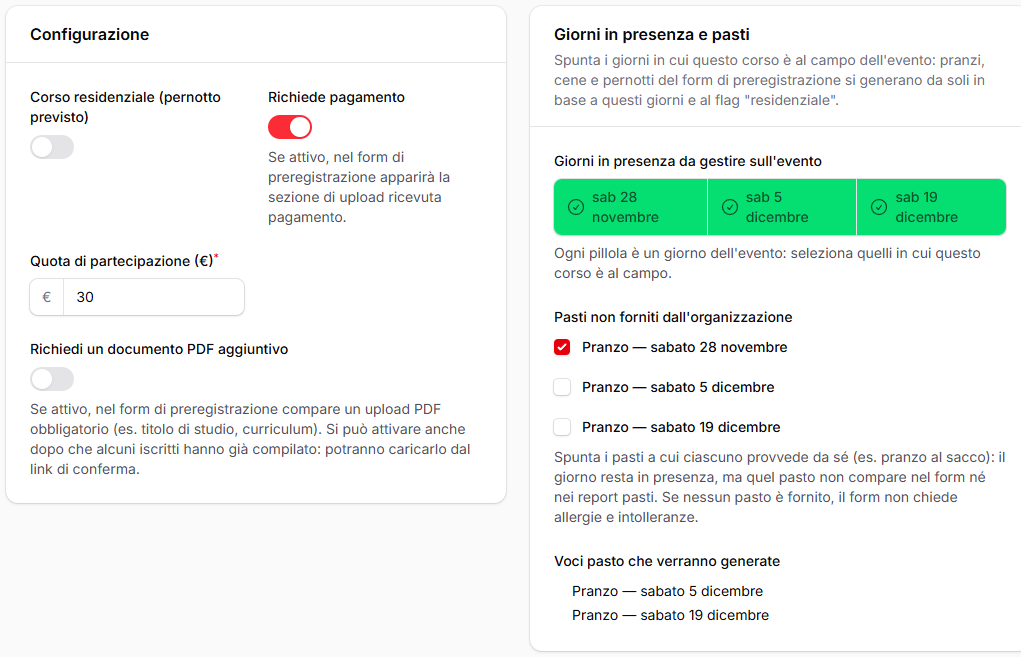 Configurazione
Corso residenziale (pernotto
previsto)
Richiede pagamento
Se attivo, nel form di
preregistrazione apparirà la
sezione di upload ricevuta
pagamento.
Quota di partecipazione (€)*
€ 30
Richiedi un documento PDF aggiuntivo
Se attivo, nel form di preregistrazione compare un upload PDF
obbligatorio (es. titolo di studio, curriculum). Si può attivare anche
dopo che alcuni iscritti hanno già compilato: potranno caricarlo dal
link di conferma.
Giorni in presenza e pasti
Spunta i giorni in cui questo corso è al campo dell'evento: pranzi,
cene e pernotti del form di preregistrazione si generano da soli in
base a questi giorni e al flag "residenziale".
Giorni in presenza da gestire sull'evento
sab 28
novembre
sab 5
dicembre
sab 19
dicembre
Ogni pillola è un giorno dell'evento: seleziona quelli in cui questo
corso è al campo.
Pasti non forniti dall'organizzazione
Pranzo — sabato 28 novembre
Pranzo — sabato 5 dicembre
Pranzo — sabato 19 dicembre
Spunta i pasti a cui ciascuno provvede da sé (es. pranzo al sacco): il
giorno resta in presenza, ma quel pasto non compare nel form né
nei report pasti. Se nessun pasto è fornito, il form non chiede
allergie e intolleranze.
Voci pasto che verranno generate
Pranzo — sabato 5 dicembre
Pranzo — sabato 19 dicembre